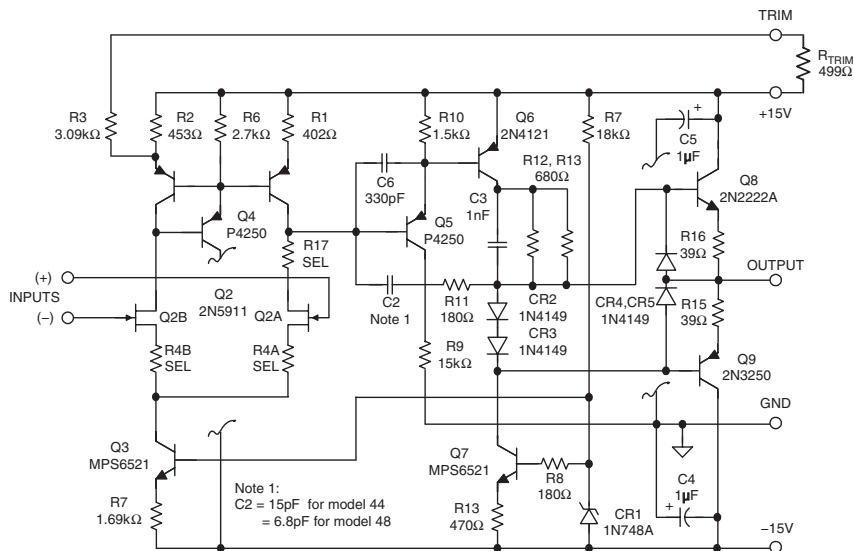 TRIM
RTRIM
499Ω
R3
3.09kΩ
R2
453Ω
R6
2.7kΩ
R1
402Ω
R10
1.5kΩ
Q6
2N4121
R7
18kΩ
+15V
+
C5
1μF
R12, R13
680Ω
C6
330pF
C3
1nF
Q8
2N2222A
Q4
P4250
Q5
P4250
R17
SEL
R16
39Ω
(+)
INPUTS
(–)
Q2
2N5911
OUTPUT
Q2B
Q2A
C2
Note 1
R11
180Ω
CR2
1N4149
CR4,CR5
1N4149
R15
39Ω
CR3
1N4149
R4B
SEL
R4A
SEL
R9
15kΩ
Q9
2N3250
GND
Q3
MPS6521
Q7
MPS6521
R8
180Ω
C4
1μF
+
Note 1:
C2 = 15pF for model 44
= 6.8pF for model 48
R7
1.69kΩ
R13
470Ω
CR1
1N748A
–15V